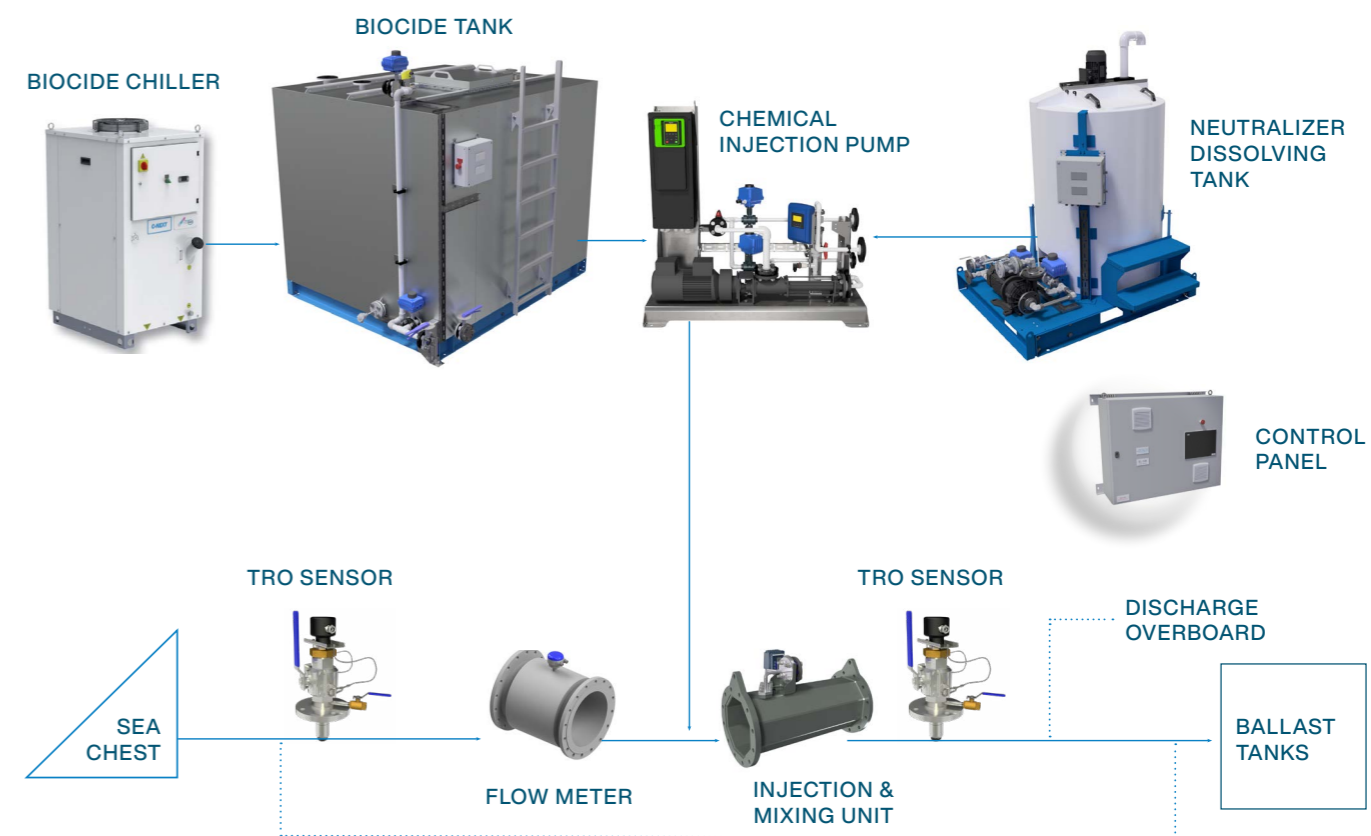 BIOCIDE TANK
BIOCIDE CHILLER
CHEMICAL
INJECTION PUMP
NEUTRALIZER
DISSOLVING
TANK
CONTROL
PANEL
TRO SENSOR
TRO SENSOR
DISCHARGE
OVERBOARD
SEA
CHEST
BALLAST
TANKS
FLOW METER
INJECTION &
MIXING UNIT